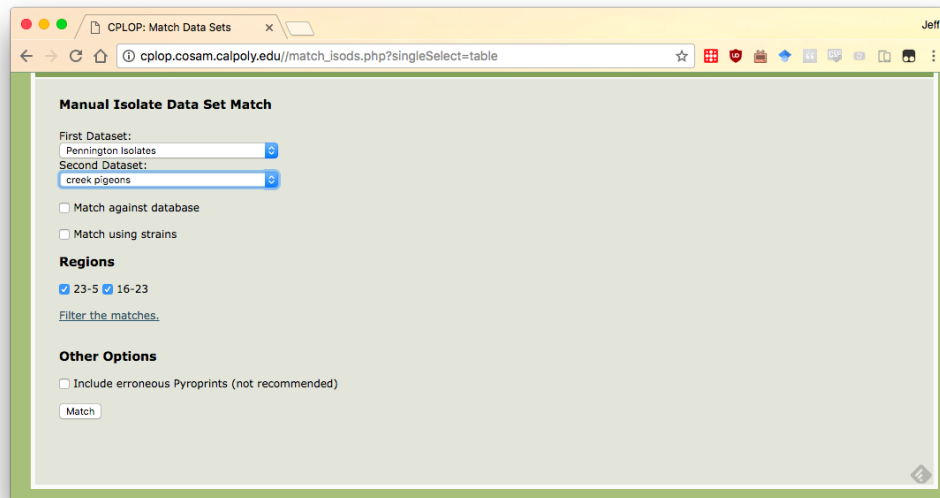 CPLOP: Match Data Sets
Jeff
cplop.cosam.calpoly.edu//match_isods.php?singleSelect=table
Manual Isolate Data Set Match
First Dataset:
Pennington Isolates
Second Dataset:
creek pigeons
Match against database
Match using strains
Regions
23-5 16-23
Filter the matches.
Other Options
Include erroneous Pyroprints (not recommended)
Match